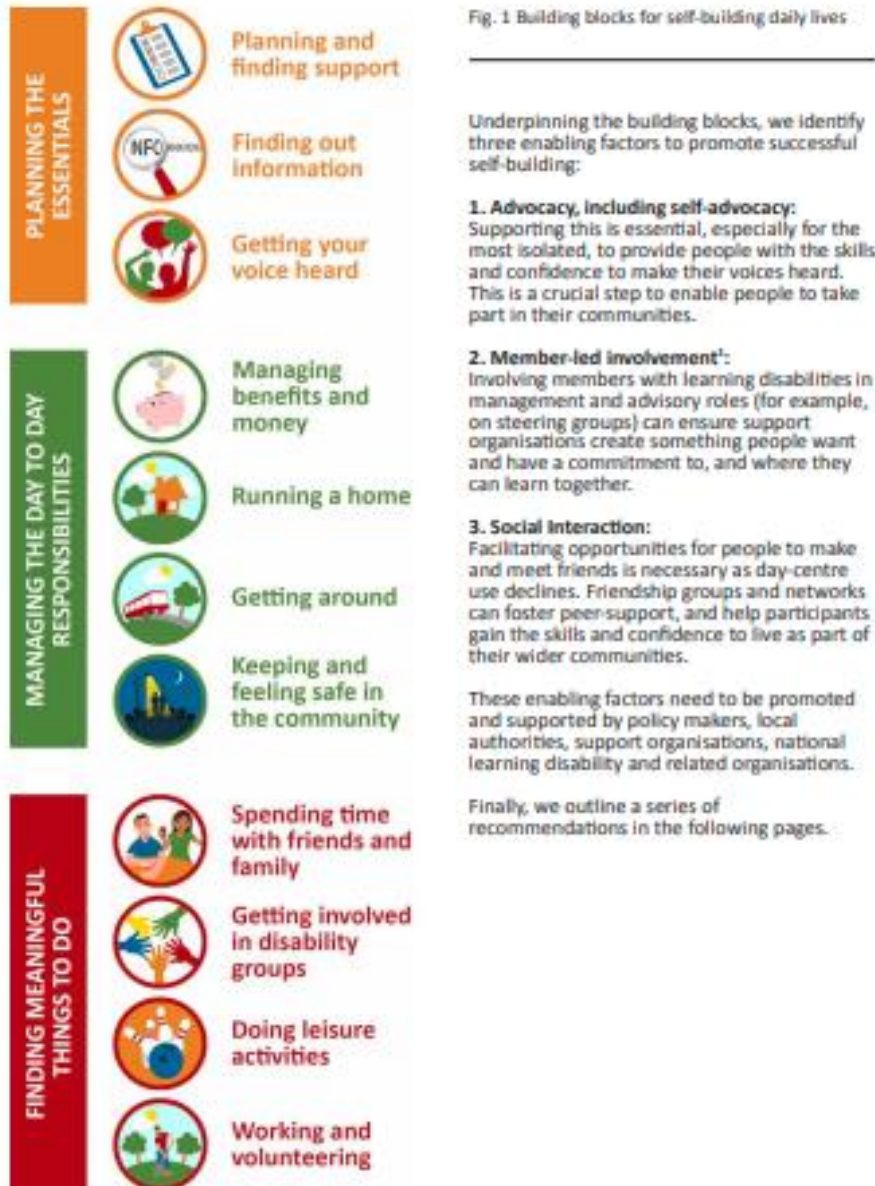 PLANNING THE
ESSENTIALS
Planning and
finding support
Finding out
information
Getting your
voice heard
MANAGING THE DAY TO DAY
RESPONSIBILITIES
Managing
benefits and
money
Running a home
Getting around
Keeping and
feeling safe in
the community
FINDING MEANINGFUL
THINGS TO DO
Spending time
with friends and
family
Getting involved
in disability
groups
Doing leisure
activities
Working and
volunteering
Fig. 1 Building blocks for self-building daily lives
Underpinning the building blocks, we identify
three enabling factors to promote successful
self-building:
1. Advocacy, including self-advocacy:
Supporting this is essential, especially for the
most isolated, to provide people with the skills
and confidence to make their voices heard.
This is a crucial step to enable people to take
part in their communities.
2. Member-led involvement¹:
Involving members with learning disabilities in
management and advisory roles (for example,
on steering groups) can ensure support
organisations create something people want
and have a commitment to, and where they
can learn together.
3. Social Interaction:
Facilitating opportunities for people to make
and meet friends is necessary as day-centre
use declines. Friendship groups and networks
can foster peer-support, and help participants
gain the skills and confidence to live as part of
their wider communities.
These enabling factors need to be promoted
and supported by policy makers, local
authorities, support organisations, national
learning disability and related organisations.
Finally, we outline a series of
recommendations in the following pages.